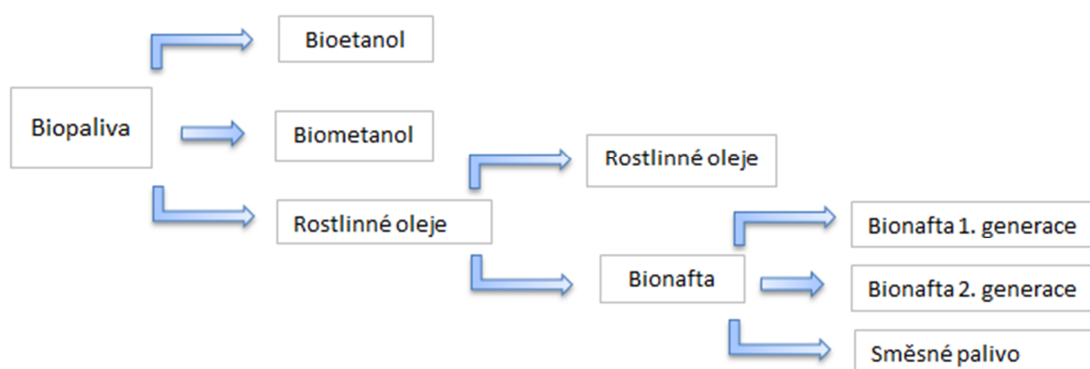 Biopaliva
Bioetanol
Biometanol
Rostlinné oleje
Rostlinné oleje
Bionafta
Bionafta 1. generace
Bionafta 2. generace
Směsné palivo